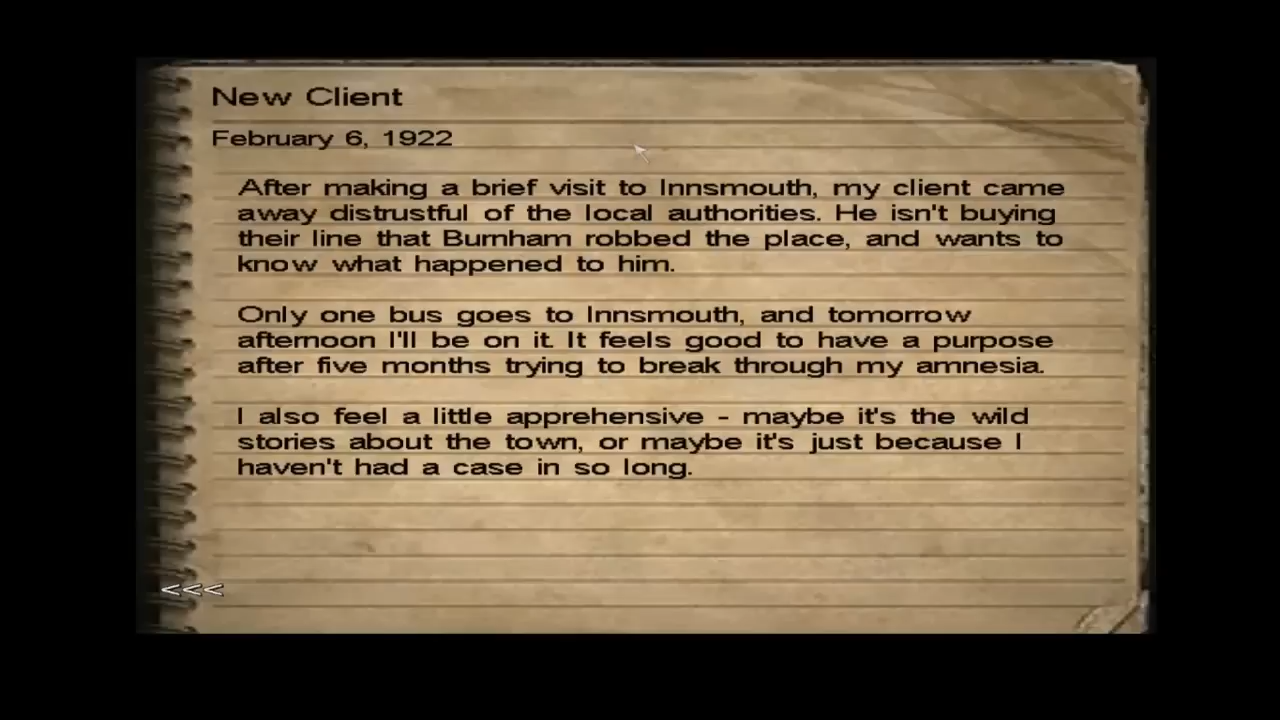 New Client
February 6, 1922
After making a brief visit to Innsmouth, my client came
away distrustful of the local authorities. He isn't buying
their line that Burnham robbed the place, and wants to
know what happened to him.
Only one bus goes to Innsmouth, and tomorrow
afternoon I'll be on it. It feels good to have a purpose
after five months trying to break through my amnesia.
I also feel a little apprehensive - maybe it's the wild
stories about the town, or maybe it's just because I
haven't had a case in so long.
<<<